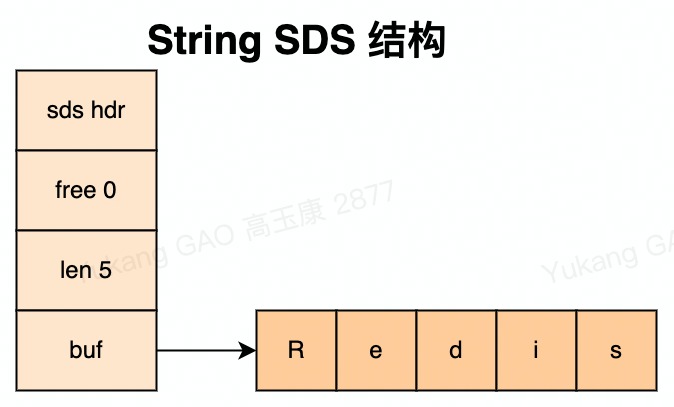 String SDS 结构
sds hdr
free 0
len 5
buf
R e d i s
Yukang GAO 高玉康 2877
Yukang GA